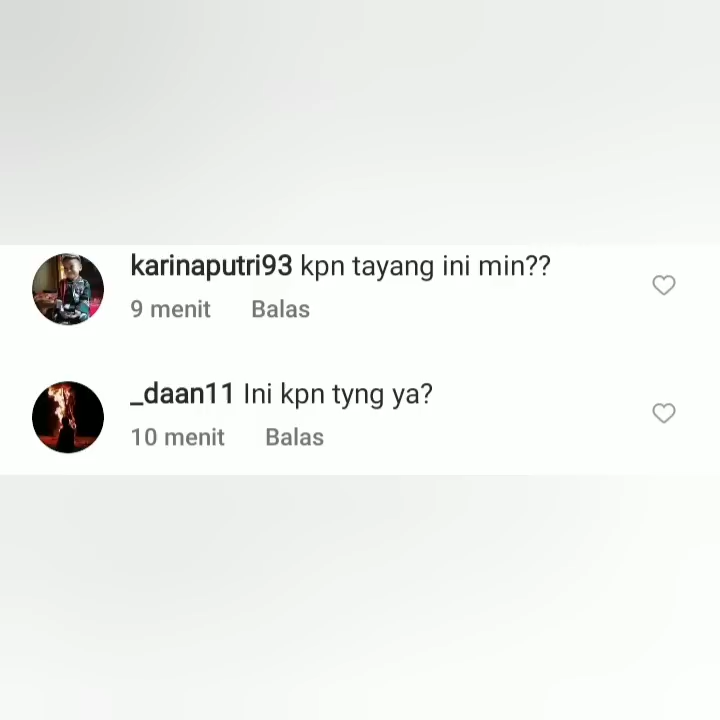 karinaputri93 kpn tayang ini min??
9 menit Balas
_daan11 Ini kpn tyng ya?
10 menit Balas